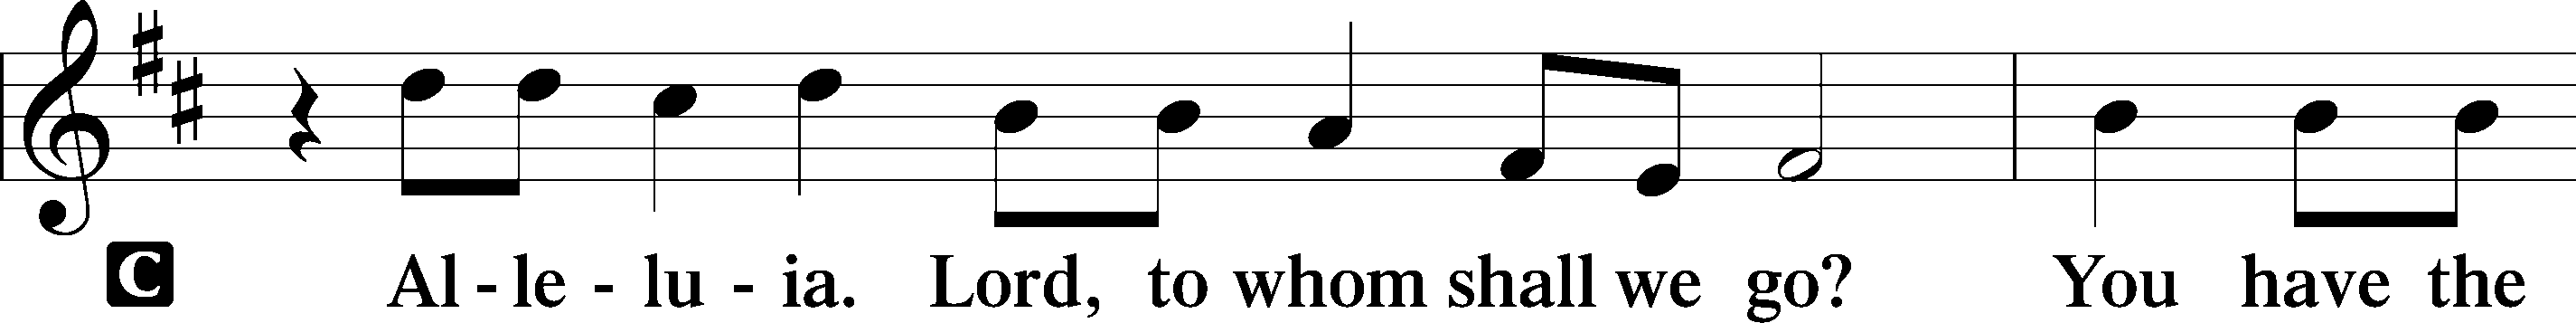 C Al - le - lu - ia. Lord, to whom shall we go? You have the